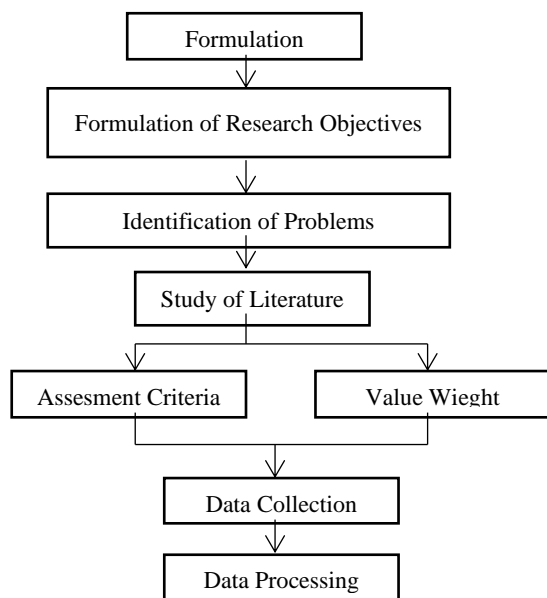 Formulation
Formulation of Research Objectives
Identification of Problems
Study of Literature
Assesment Criteria
Value Wieght
Data Collection
Data Processing